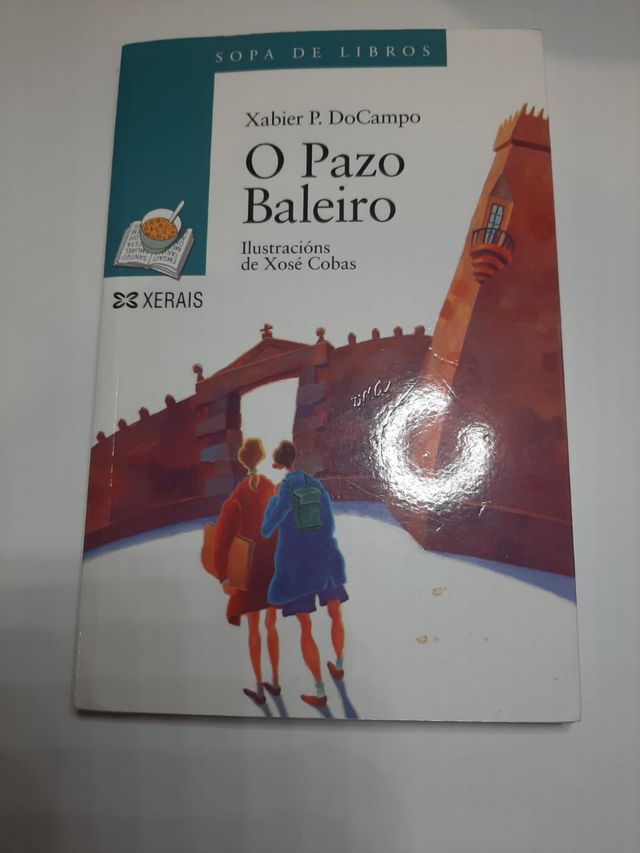 SOPA DE LIBROS
Xabier P. DoCampo
O Pazo
Baleiro
Ilustracións
de Xosé Cobas
XERAIS